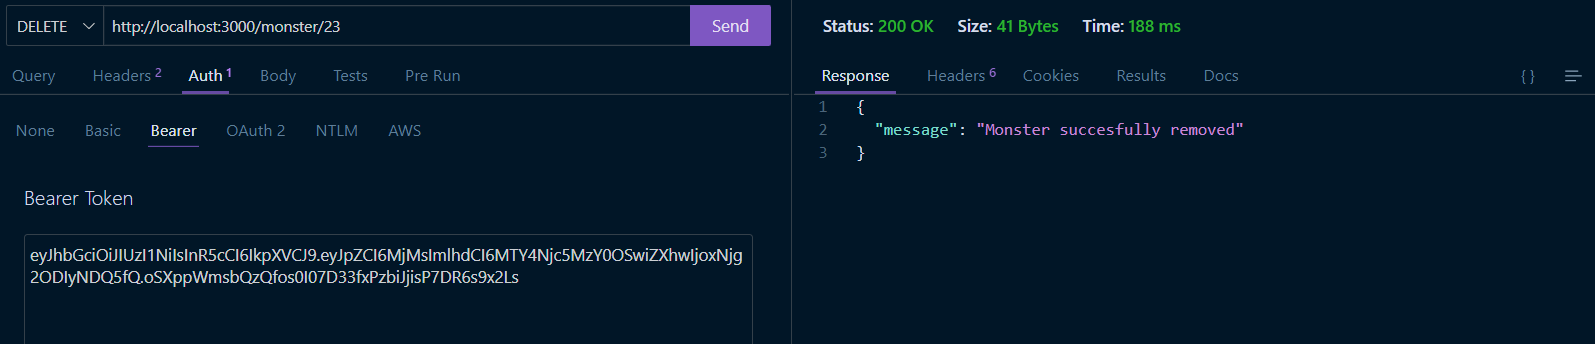 DELETE http://localhost:3000/monster/23 Send
Query Headers 2 Auth 1 Body Tests Pre Run
None Basic Bearer OAuth 2 NTLM AWS
Bearer Token
eyJhbGciOiJIUzI1NiIsInR5cCI6IkpXVCJ9.eyJpZCI6MjMsImlhdCI6MTY4Njc5MzY0OSwiZXhwIjoxNjg
2ODIyNDQ5fQ.oSXppWmsbQzQfos0I07D33fxPzbiJjisP7DR6s9x2Ls
Status: 200 OK Size: 41 Bytes Time: 188 ms
Response Headers 6 Cookies Results Docs { }
1 {
2 "message": "Monster succesfully removed"
3 }